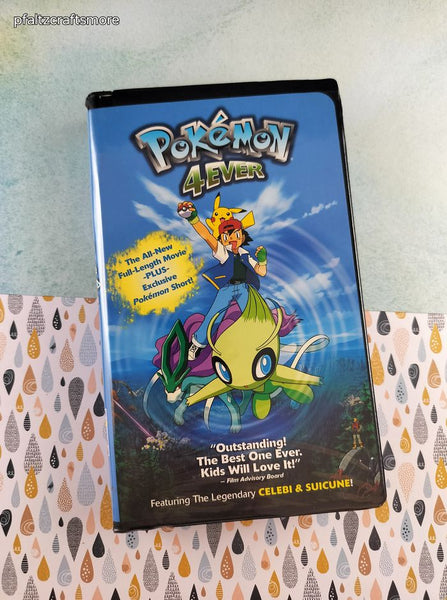 pfaltzcraftsmore
POKéMON
4EVER
The All-New
Full-Length Movie
-PLUS-
Exclusive
Pokémon Short!
“Outstanding!
The Best One Ever.
Kids Will Love It!”
– Film Advisory Board
Featuring The Legendary CELEBI & SUICUNE!